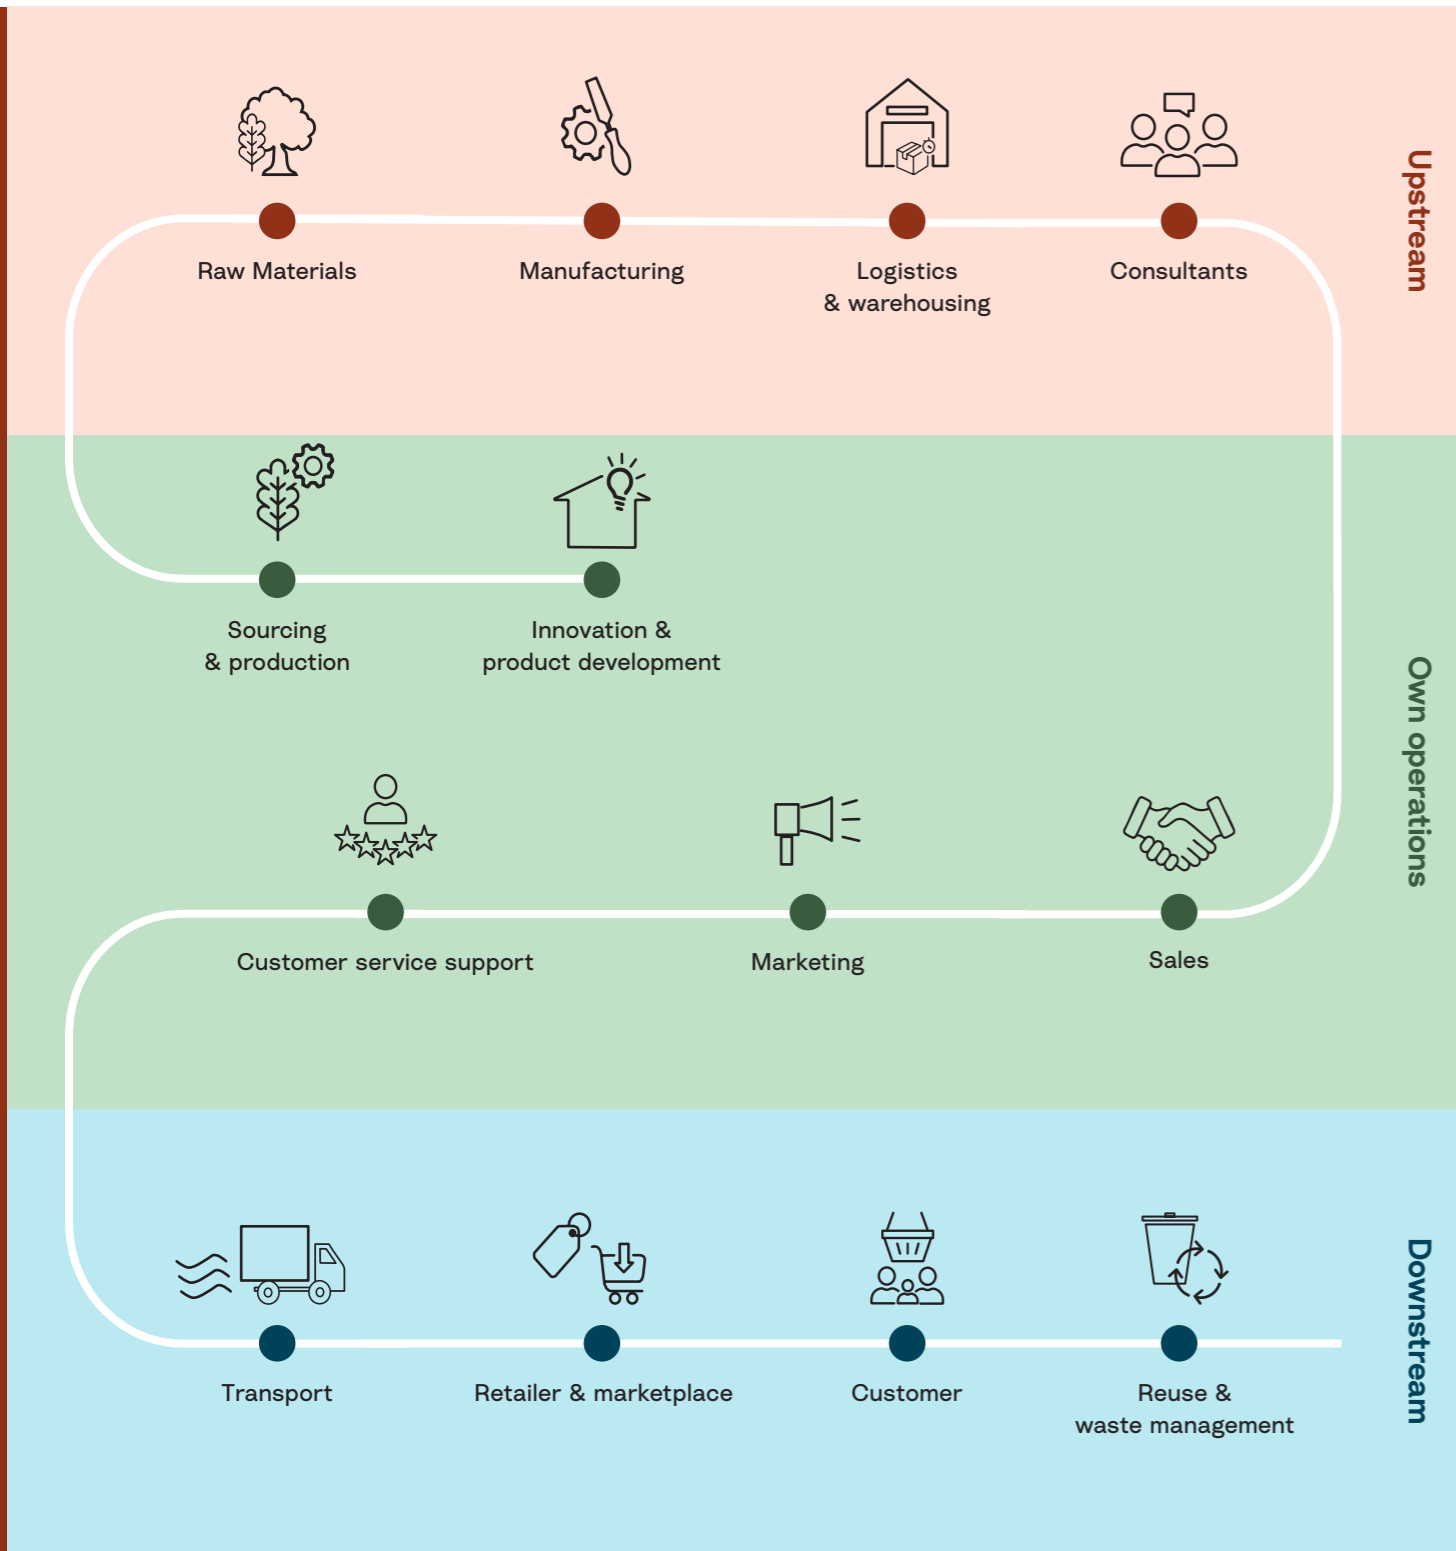 Upstream
Raw Materials
Manufacturing
Logistics
& warehousing
Consultants
Own operations
Sourcing
& production
Innovation &
product development
Customer service support
Marketing
Sales
Downstream
Transport
Retailer & marketplace
Customer
Reuse &
waste management